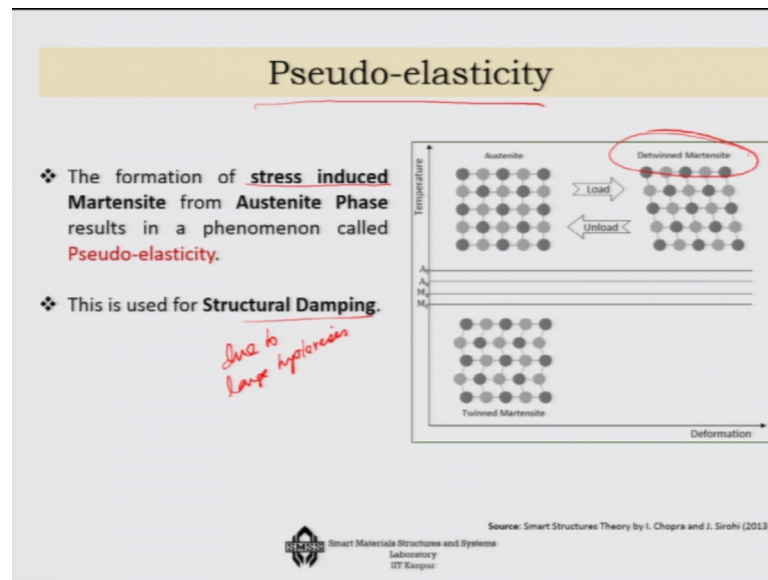 Pseudo-elasticity
❖ The formation of stress induced
Martensite from Austenite Phase
results in a phenomenon called
Pseudo-elasticity.
❖ This is used for Structural Damping.
due to
large hysteresis
Temperature
Austenite
Detwinned Martensite
Load
Unload
Af
As
Ms
Mf
Twinned Martensite
Deformation
Source: Smart Structures Theory by I. Chopra and J. Sirohi (2013
SMSS
Smart Materials Structures and Systems
Laboratory
IIT Kanpur